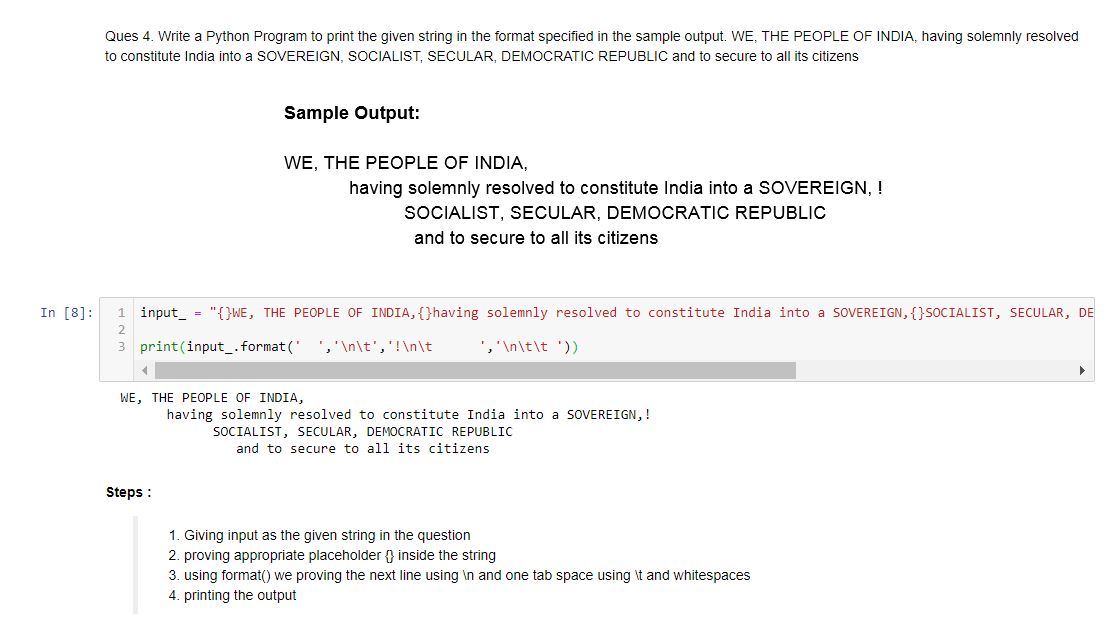 Ques 4. Write a Python Program to print the given string in the format specified in the sample output. WE, THE PEOPLE OF INDIA, having solemnly resolved
to constitute India into a SOVEREIGN, SOCIALIST, SECULAR, DEMOCRATIC REPUBLIC and to secure to all its citizens
Sample Output:
WE, THE PEOPLE OF INDIA,
having solemnly resolved to constitute India into a SOVEREIGN, !
SOCIALIST, SECULAR, DEMOCRATIC REPUBLIC
and to secure to all its citizens
In [8]: 1 input_ = "{}WE, THE PEOPLE OF INDIA,{}having solemnly resolved to constitute India into a SOVEREIGN,{}SOCIALIST, SECULAR, DE
2
3 print(input_.format('  ','\n\t','!\n\t      ','\n\t\t '))
WE, THE PEOPLE OF INDIA,
having solemnly resolved to constitute India into a SOVEREIGN,!
SOCIALIST, SECULAR, DEMOCRATIC REPUBLIC
and to secure to all its citizens
Steps :
1. Giving input as the given string in the question
2. proving appropriate placeholder {} inside the string
3. using format() we proving the next line using \n and one tab space using \t and whitespaces
4. printing the output